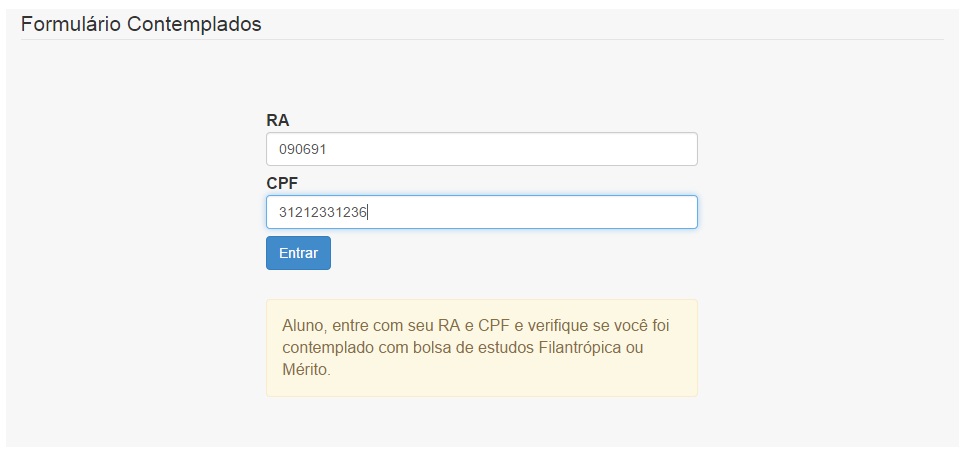 Formulário Contemplados
RA
090691
CPF
31212331236
Entrar
Aluno, entre com seu RA e CPF e verifique se você foi
contemplado com bolsa de estudos Filantrópica ou
Mérito.